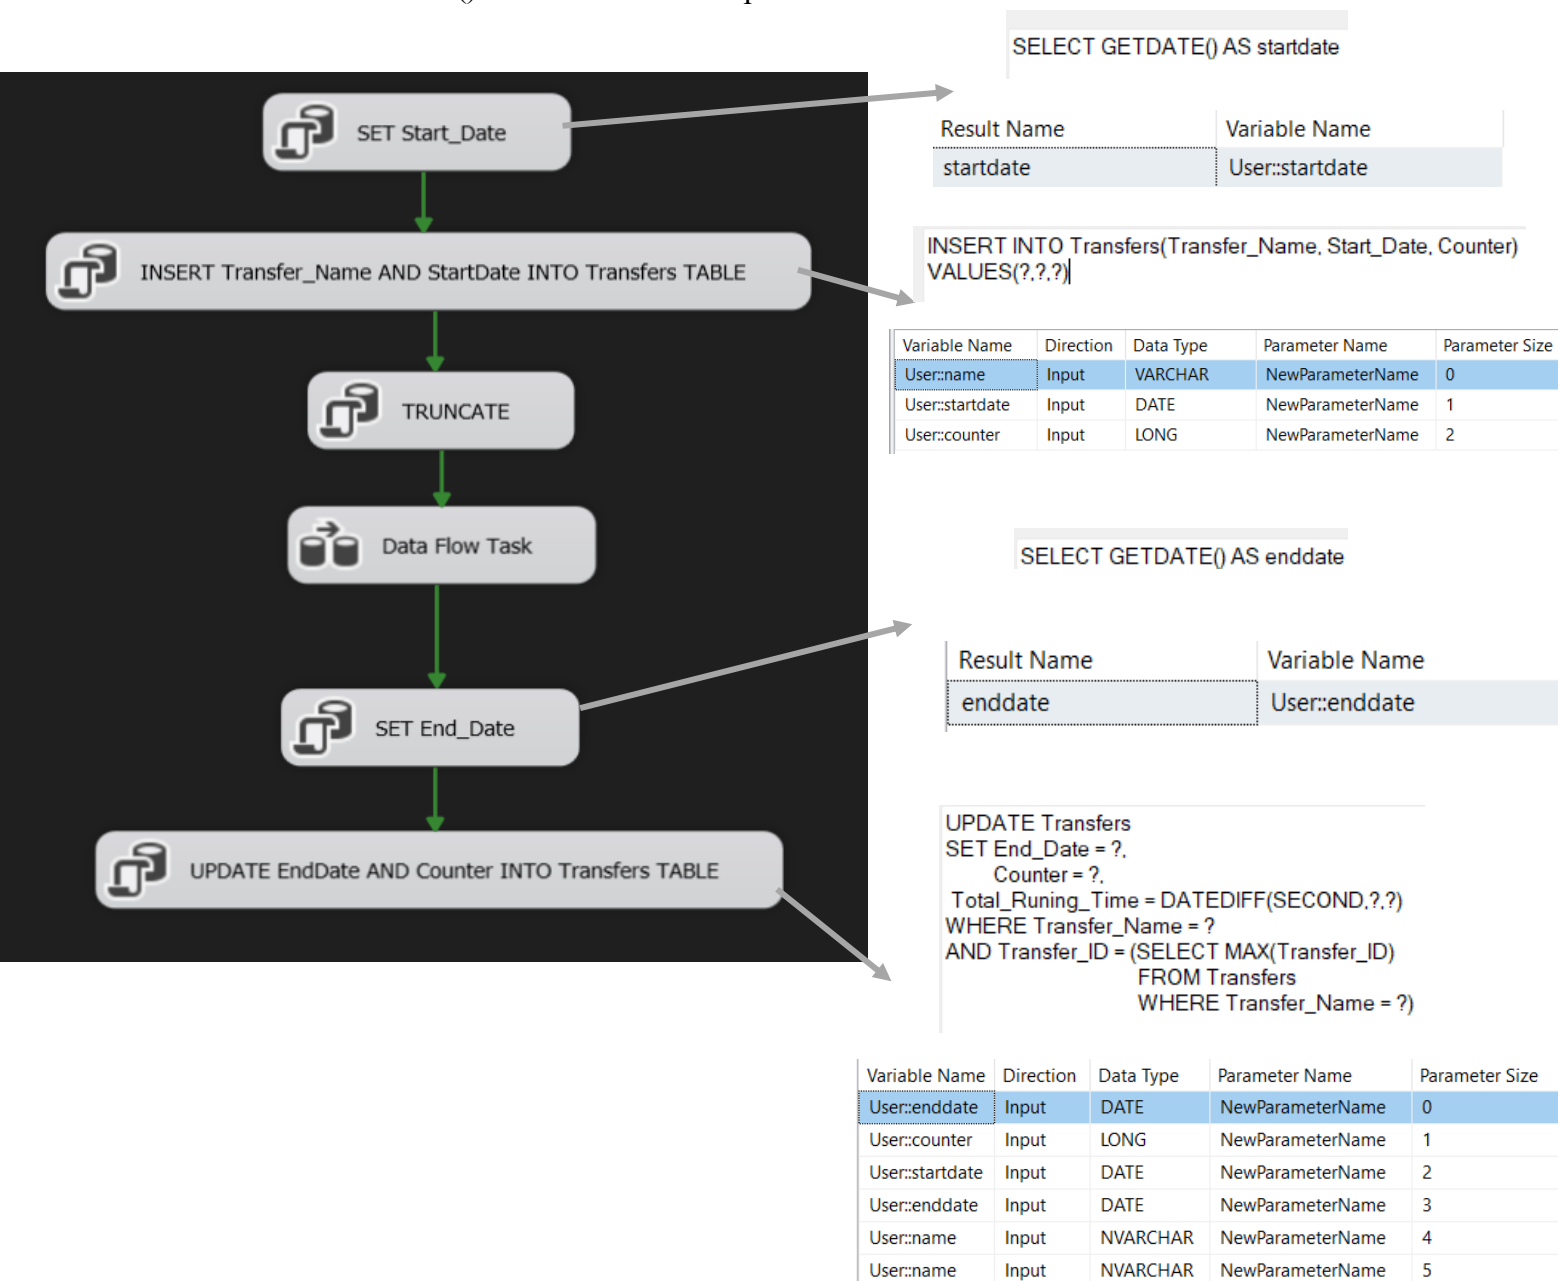 ()
SELECT GETDATE() AS startdate
SET Start_Date
Result Name Variable Name
startdate User::startdate
INSERT Transfer_Name AND StartDate INTO Transfers TABLE
INSERT INTO Transfers(Transfer_Name, Start_Date, Counter)
VALUES(?,?,?)
Variable Name Direction Data Type Parameter Name Parameter Size
User::name Input VARCHAR NewParameterName 0
User::startdate Input DATE NewParameterName 1
User::counter Input LONG NewParameterName 2
TRUNCATE
Data Flow Task
SELECT GETDATE() AS enddate
Result Name Variable Name
enddate User::enddate
SET End_Date
UPDATE EndDate AND Counter INTO Transfers TABLE
UPDATE Transfers
SET End_Date = ?,
Counter = ?,
Total_Runing_Time = DATEDIFF(SECOND,?,?)
WHERE Transfer_Name = ?
AND Transfer_ID = (SELECT MAX(Transfer_ID)
FROM Transfers
WHERE Transfer_Name = ?)
Variable Name Direction Data Type Parameter Name Parameter Size
User::enddate Input DATE NewParameterName 0
User::counter Input LONG NewParameterName 1
User::startdate Input DATE NewParameterName 2
User::enddate Input DATE NewParameterName 3
User::name Input NVARCHAR NewParameterName 4
User::name Input NVARCHAR NewParameterName 5